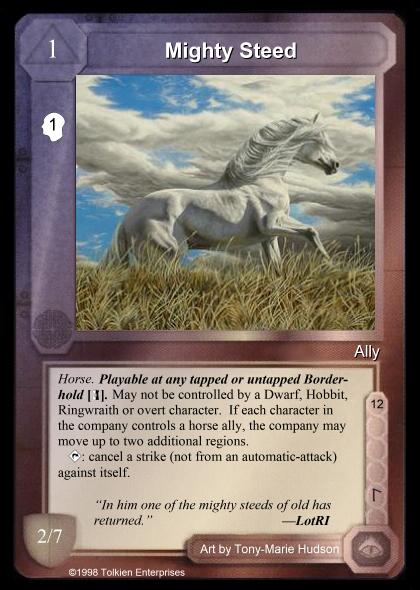 1
Mighty Steed
1
Ally
Horse. Playable at any tapped or untapped Border-
hold [ ]. May not be controlled by a Dwarf, Hobbit,
Ringwraith or overt character. If each character in
the company controls a horse ally, the company may
move up to two additional regions.
: cancel a strike (not from an automatic-attack)
against itself.
12
"In him one of the mighty steeds of old has
returned." —LotRI
2/7
Art by Tony-Marie Hudson
©1998 Tolkien Enterprises